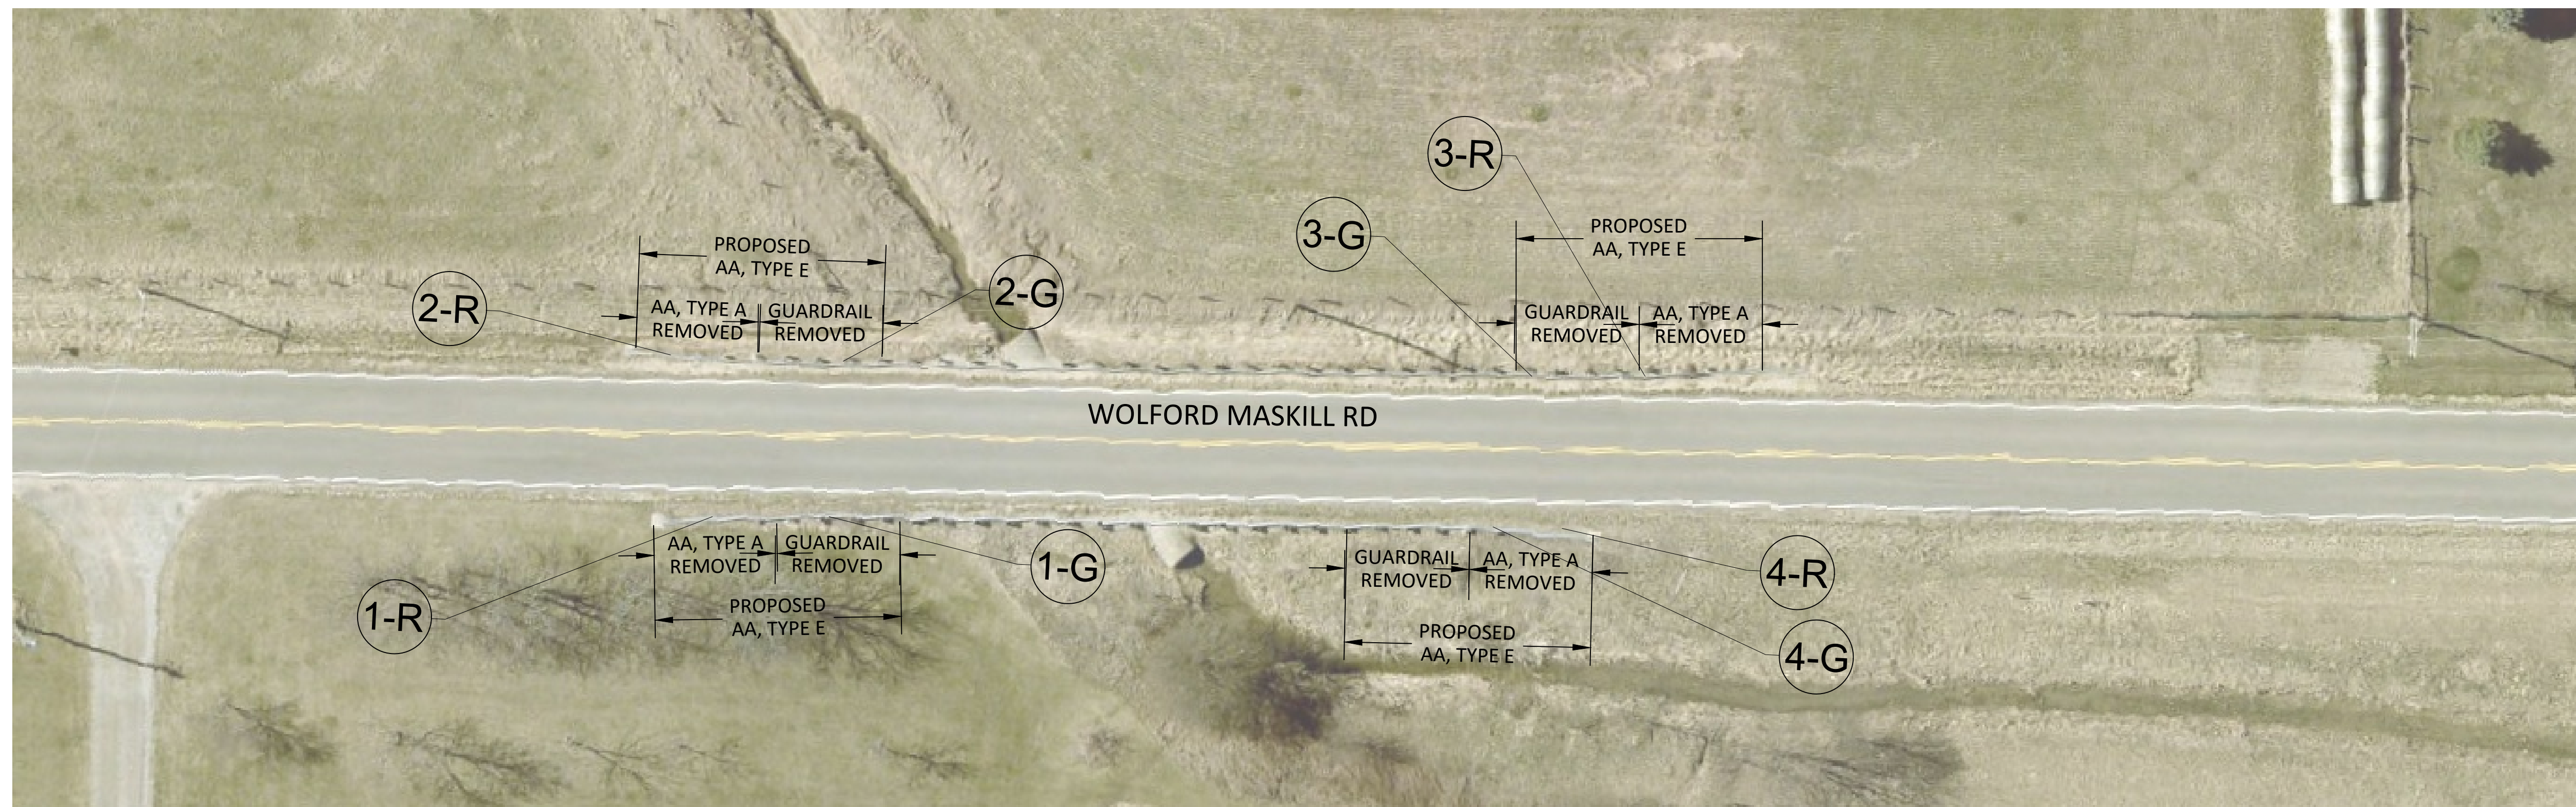 3-R
PROPOSED
AA, TYPE E
3-G
PROPOSED
AA, TYPE E
2-G
2-R
AA, TYPE A
REMOVED
GUARDRAIL
REMOVED
GUARDRAIL
REMOVED
AA, TYPE A
REMOVED
WOLFORD MASKILL RD
AA, TYPE A
REMOVED
GUARDRAIL
REMOVED
1-G
GUARDRAIL
REMOVED
AA, TYPE A
REMOVED
4-R
1-R
PROPOSED
AA, TYPE E
PROPOSED
AA, TYPE E
4-G